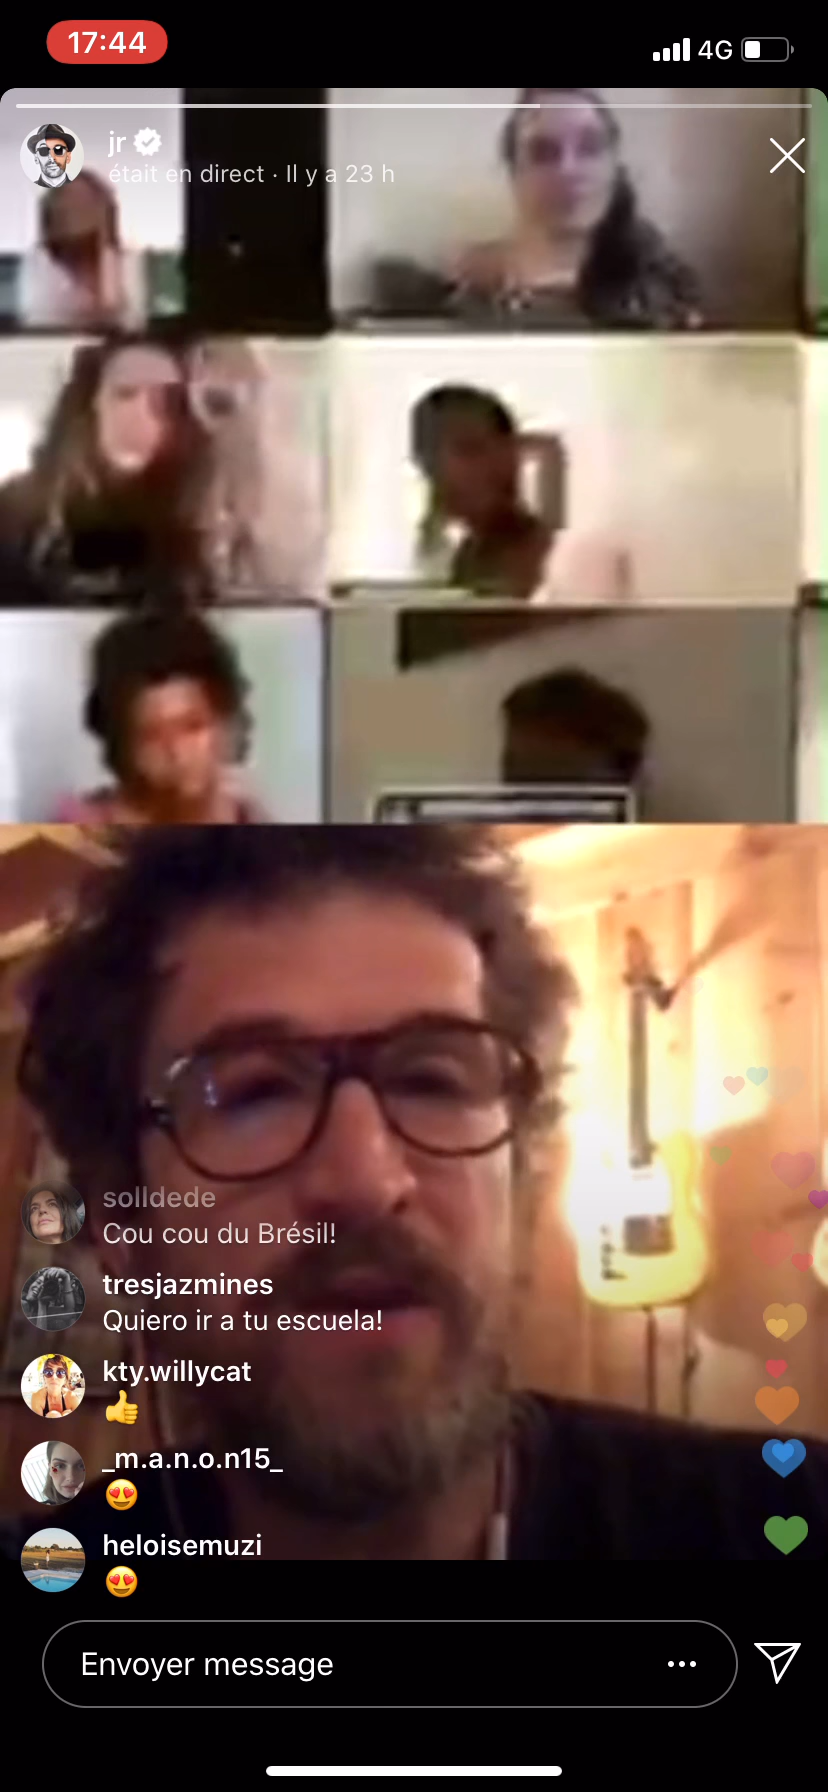 17:44
4G
jr
était en direct · Il y a 23 h
solldede
Cou cou du Brésil!
tresjazmines
Quiero ir a tu escuela!
kty.willycat
👍
_m.a.n.o.n15_
😍
heloisemuzi
😍
Envoyer message